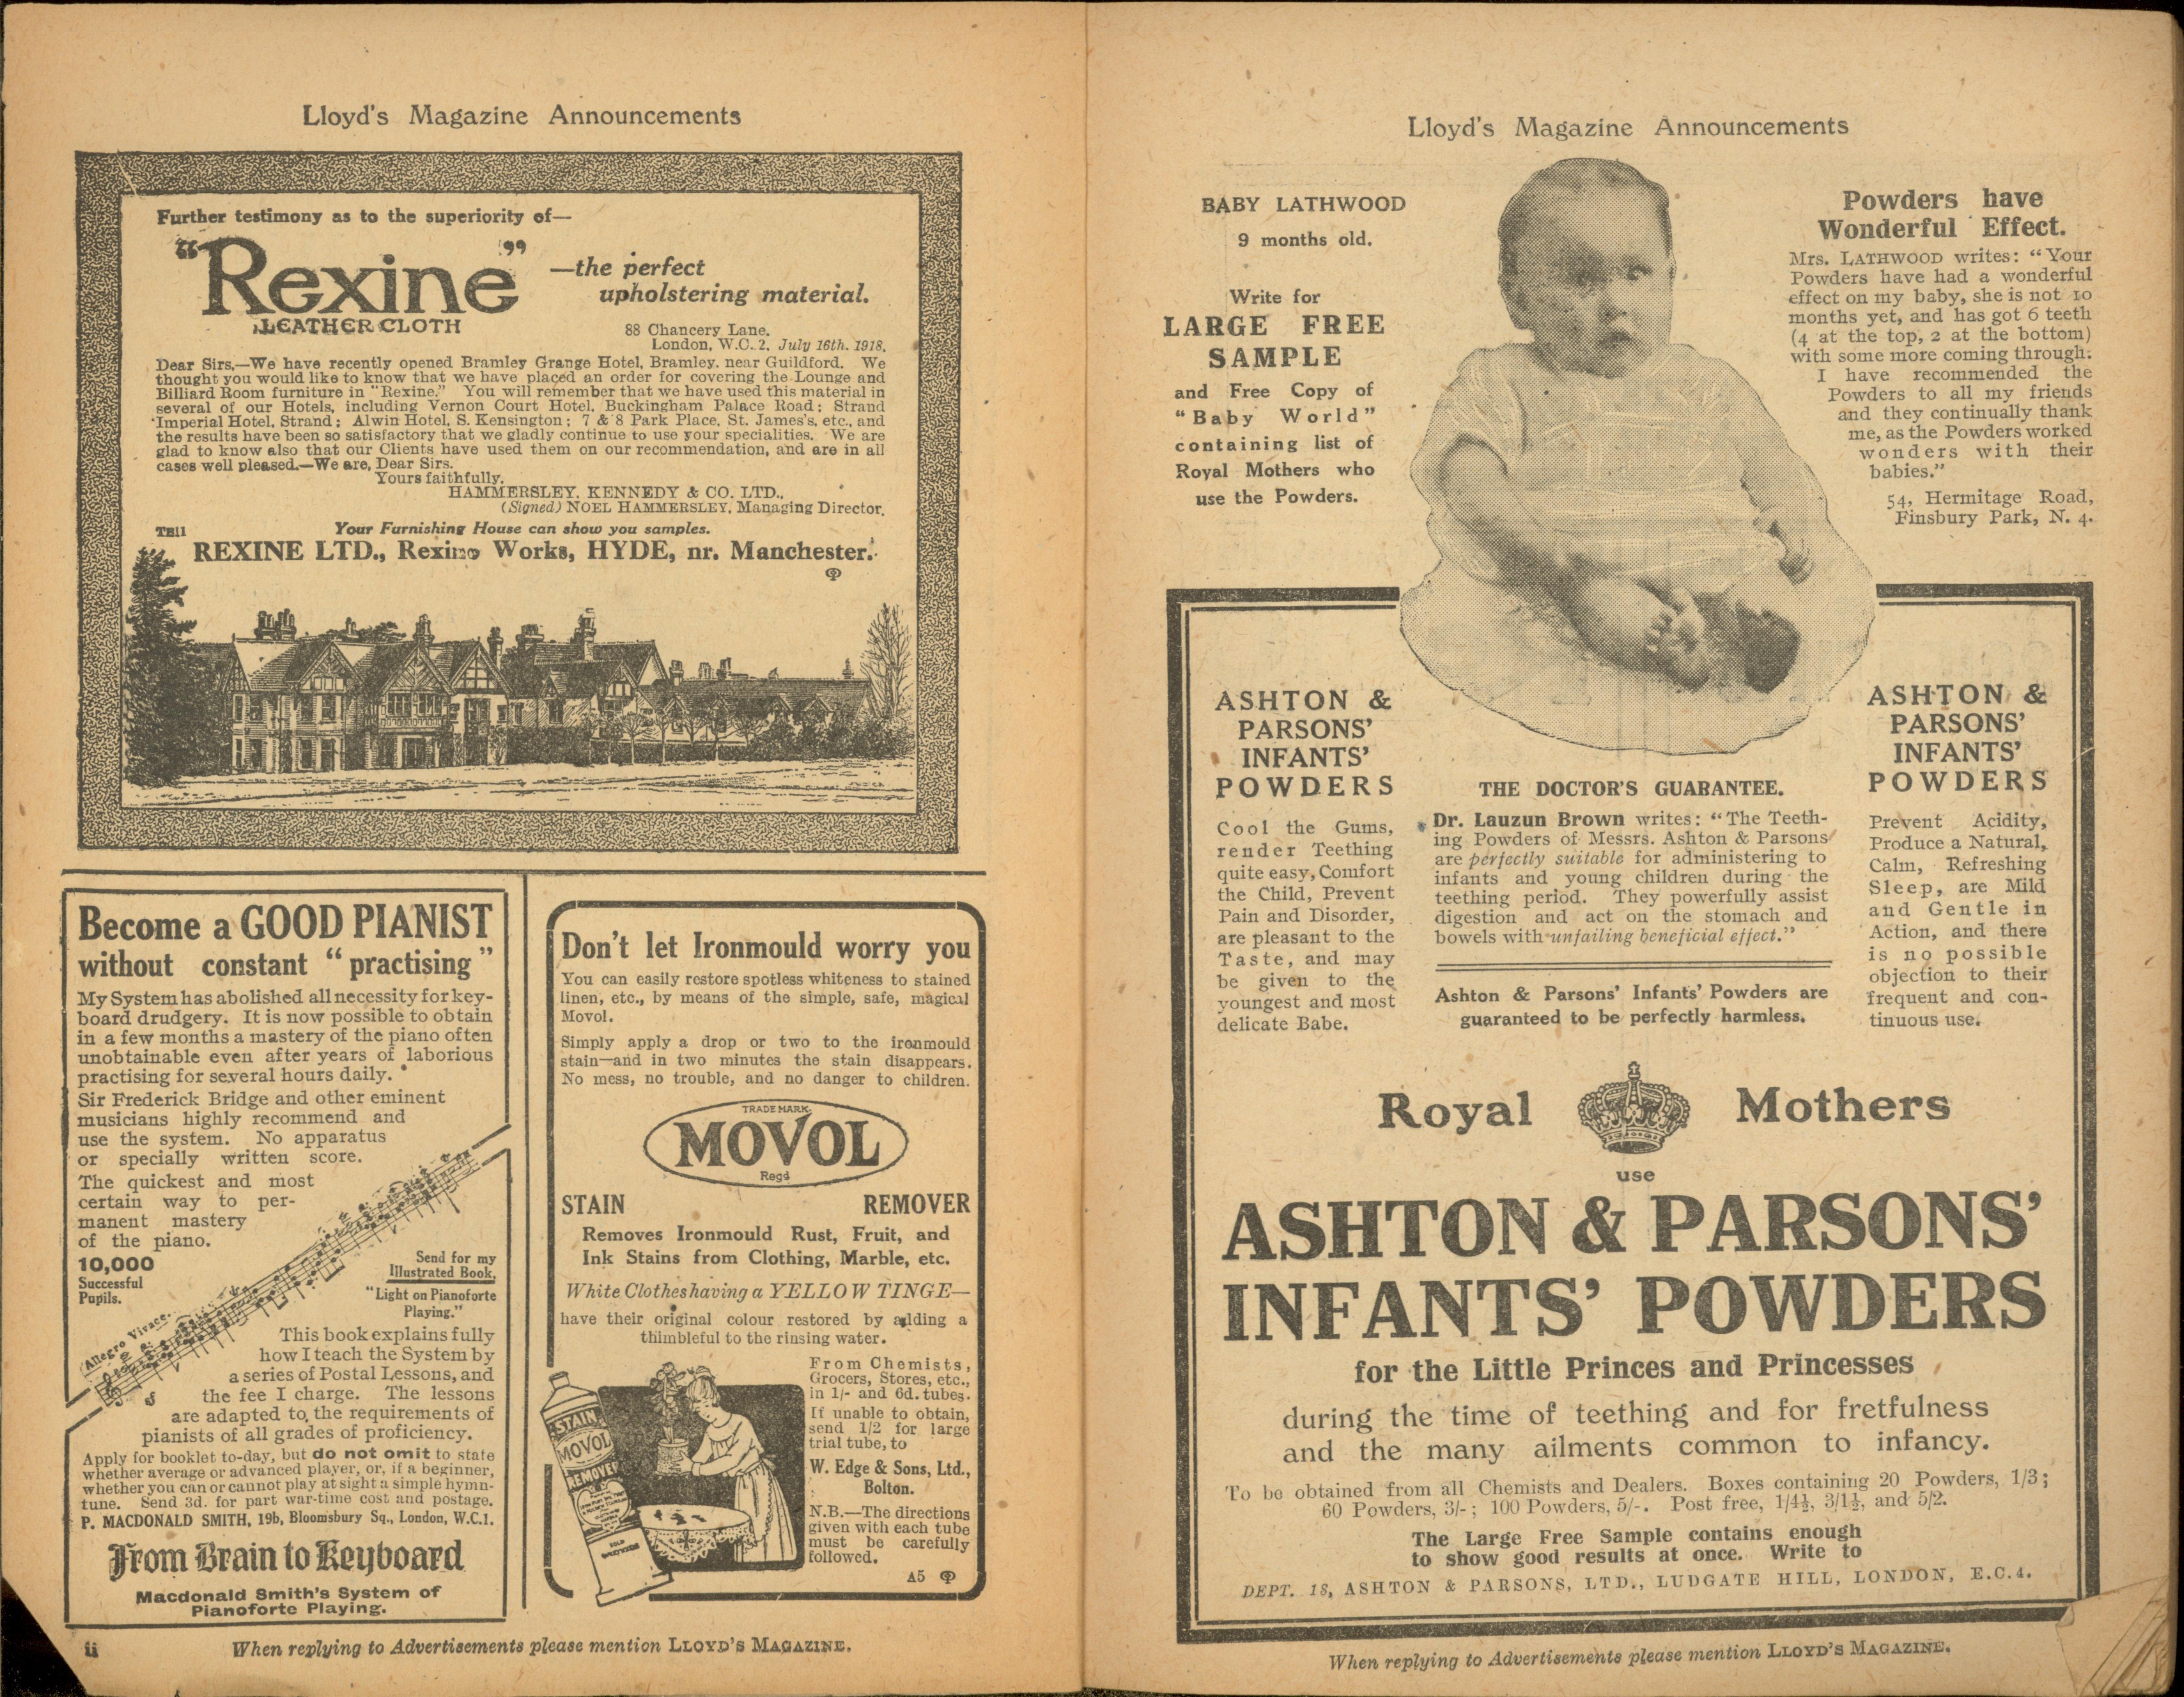 Lloyd's Magazine Announcements
Further testimony as to the superiority of—
"Rexine"
LEATHER CLOTH
—the perfect
upholstering material.
88 Chancery Lane,
London, W.C.2. July 16th. 1918.
Dear Sirs,—We have recently opened Bramley Grange Hotel, Bramley, near Guildford. We
thought you would like to know that we have placed an order for covering the Lounge and
Billiard Room furniture in "Rexine." You will remember that we have used this material in
several of our Hotels, including Vernon Court Hotel, Buckingham Palace Road; Strand
Imperial Hotel, Strand; Alwin Hotel, S. Kensington; 7 & 8 Park Place, St. James's, etc., and
the results have been so satisfactory that we gladly continue to use your specialities. We are
glad to know also that our Clients have used them on our recommendation, and are in all
cases well pleased.—We are, Dear Sirs.
Yours faithfully,
HAMMERSLEY, KENNEDY & CO. LTD.,
(Signed) NOEL HAMMERSLEY, Managing Director.
TBII
Your Furnishing House can show you samples.
REXINE LTD., Rexine Works, HYDE, nr. Manchester.
Become a GOOD PIANIST
without constant "practising"
My System has abolished all necessity for key-
board drudgery. It is now possible to obtain
in a few months a mastery of the piano often
unobtainable even after years of laborious
practising for several hours daily.
Sir Frederick Bridge and other eminent
musicians highly recommend and
use the system. No apparatus
or specially written score.
The quickest and most
certain way to per-
manent mastery
of the piano.
10,000
Successful
Pupils.
Allegro Vivace.
Send for my
Illustrated Book,
"Light on Pianoforte
Playing."
This book explains fully
how I teach the System by
a series of Postal Lessons, and
the fee I charge. The lessons
are adapted to the requirements of
pianists of all grades of proficiency.
Apply for booklet to-day, but do not omit to state
whether average or advanced player, or, if a beginner,
whether you can or cannot play at sight a simple hymn-
tune. Send 3d. for part war-time cost and postage.
P. MACDONALD SMITH, 19b, Bloomsbury Sq., London, W.C.1.
From Brain to Keyboard
Macdonald Smith's System of
Pianoforte Playing.
Don't let Ironmould worry you
You can easily restore spotless whiteness to stained
linen, etc., by means of the simple, safe, magical
Movol.
Simply apply a drop or two to the ironmould
stain—and in two minutes the stain disappears.
No mess, no trouble, and no danger to children.
TRADE MARK
MOVOL
Regd
STAIN REMOVER
Removes Ironmould Rust, Fruit, and
Ink Stains from Clothing, Marble, etc.
White Clothes having a YELLOW TINGE—
have their original colour restored by adding a
thimbleful to the rinsing water.
STAIN
MOVOL
REMOVER
From Chemists,
Grocers, Stores, etc.,
in 1/- and 6d. tubes.
If unable to obtain,
send 1/2 for large
trial tube, to
W. Edge & Sons, Ltd.,
Bolton.
N.B.—The directions
given with each tube
must be carefully
followed.
A5
ii
When replying to Advertisements please mention LLOYD'S MAGAZINE.
Lloyd's Magazine Announcements
BABY LATHWOOD
9 months old.
Write for
LARGE FREE
SAMPLE
and Free Copy of
"Baby World"
containing list of
Royal Mothers who
use the Powders.
Powders have
Wonderful Effect.
Mrs. LATHWOOD writes: "Your
Powders have had a wonderful
effect on my baby, she is not 10
months yet, and has got 6 teeth
(4 at the top, 2 at the bottom)
with some more coming through.
I have recommended the
Powders to all my friends
and they continually thank
me, as the Powders worked
wonders with their
babies."
54, Hermitage Road,
Finsbury Park, N. 4.
ASHTON &
PARSONS'
INFANTS'
POWDERS
Cool the Gums,
render Teething
quite easy, Comfort
the Child, Prevent
Pain and Disorder,
are pleasant to the
Taste, and may
be given to the
youngest and most
delicate Babe.
THE DOCTOR'S GUARANTEE.
Dr. Lauzun Brown writes: "The Teeth-
ing Powders of Messrs. Ashton & Parsons
are perfectly suitable for administering to
infants and young children during the
teething period. They powerfully assist
digestion and act on the stomach and
bowels with unfailing beneficial effect."
Ashton & Parsons' Infants' Powders are
guaranteed to be perfectly harmless.
ASHTON &
PARSONS'
INFANTS'
POWDERS
Prevent Acidity,
Produce a Natural,
Calm, Refreshing
Sleep, are Mild
and Gentle in
Action, and there
is no possible
objection to their
frequent and con-
tinuous use.
Royal Mothers
use
ASHTON & PARSONS'
INFANTS' POWDERS
for the Little Princes and Princesses
during the time of teething and for fretfulness
and the many ailments common to infancy.
To be obtained from all Chemists and Dealers. Boxes containing 20 Powders, 1/3;
60 Powders, 3/-; 100 Powders, 5/-. Post free, 1/4½, 3/1½, and 5/2.
The Large Free Sample contains enough
to show good results at once. Write to
DEPT. 18, ASHTON & PARSONS, LTD., LUDGATE HILL, LONDON, E.C.4.
When replying to Advertisements please mention LLOYD'S MAGAZINE.